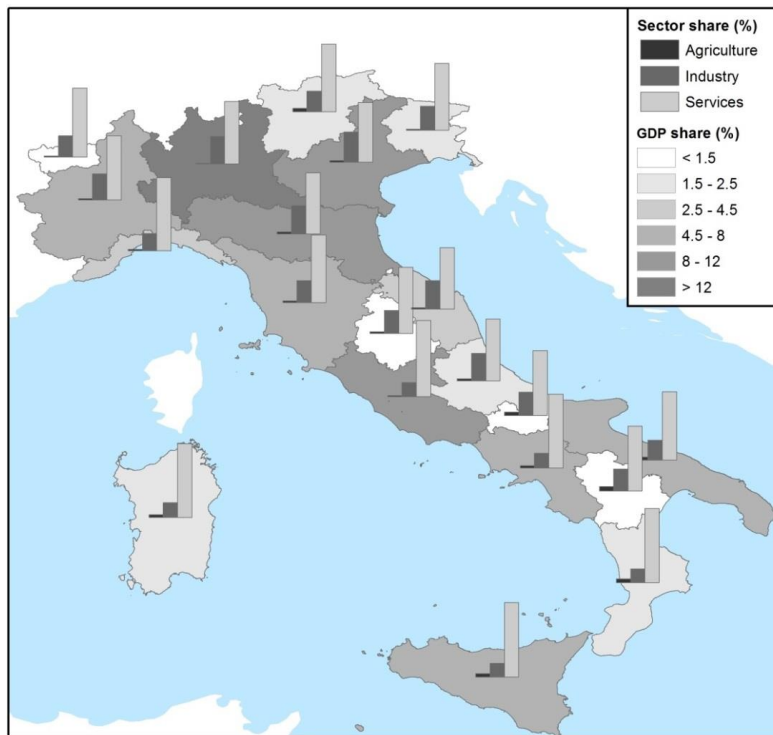 Sector share (%)
Agriculture
Industry
Services
GDP share (%)
< 1.5
1.5 - 2.5
2.5 - 4.5
4.5 - 8
8 - 12
> 12